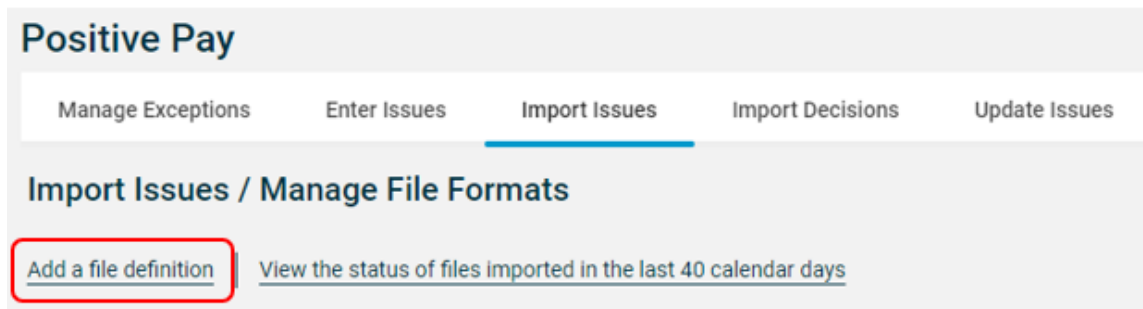 Positive Pay
Manage Exceptions Enter Issues Import Issues Import Decisions Update Issues
Import Issues / Manage File Formats
Add a file definition View the status of files imported in the last 40 calendar days